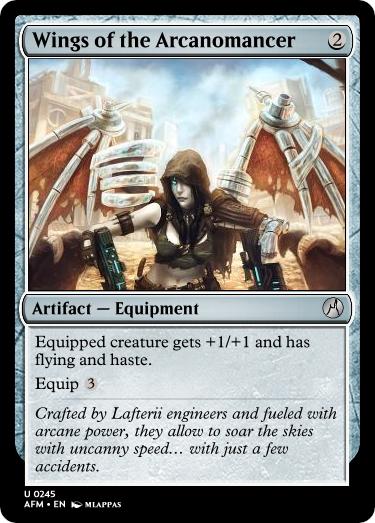 Wings of the Arcanomancer 2
Artifact — Equipment
Equipped creature gets +1/+1 and has
flying and haste.
Equip 3
Crafted by Lafterii engineers and fueled with
arcane power, they allow to soar the skies
with uncanny speed... with just a few
accidents.
U 0245
AFM • EN MLAPPAS